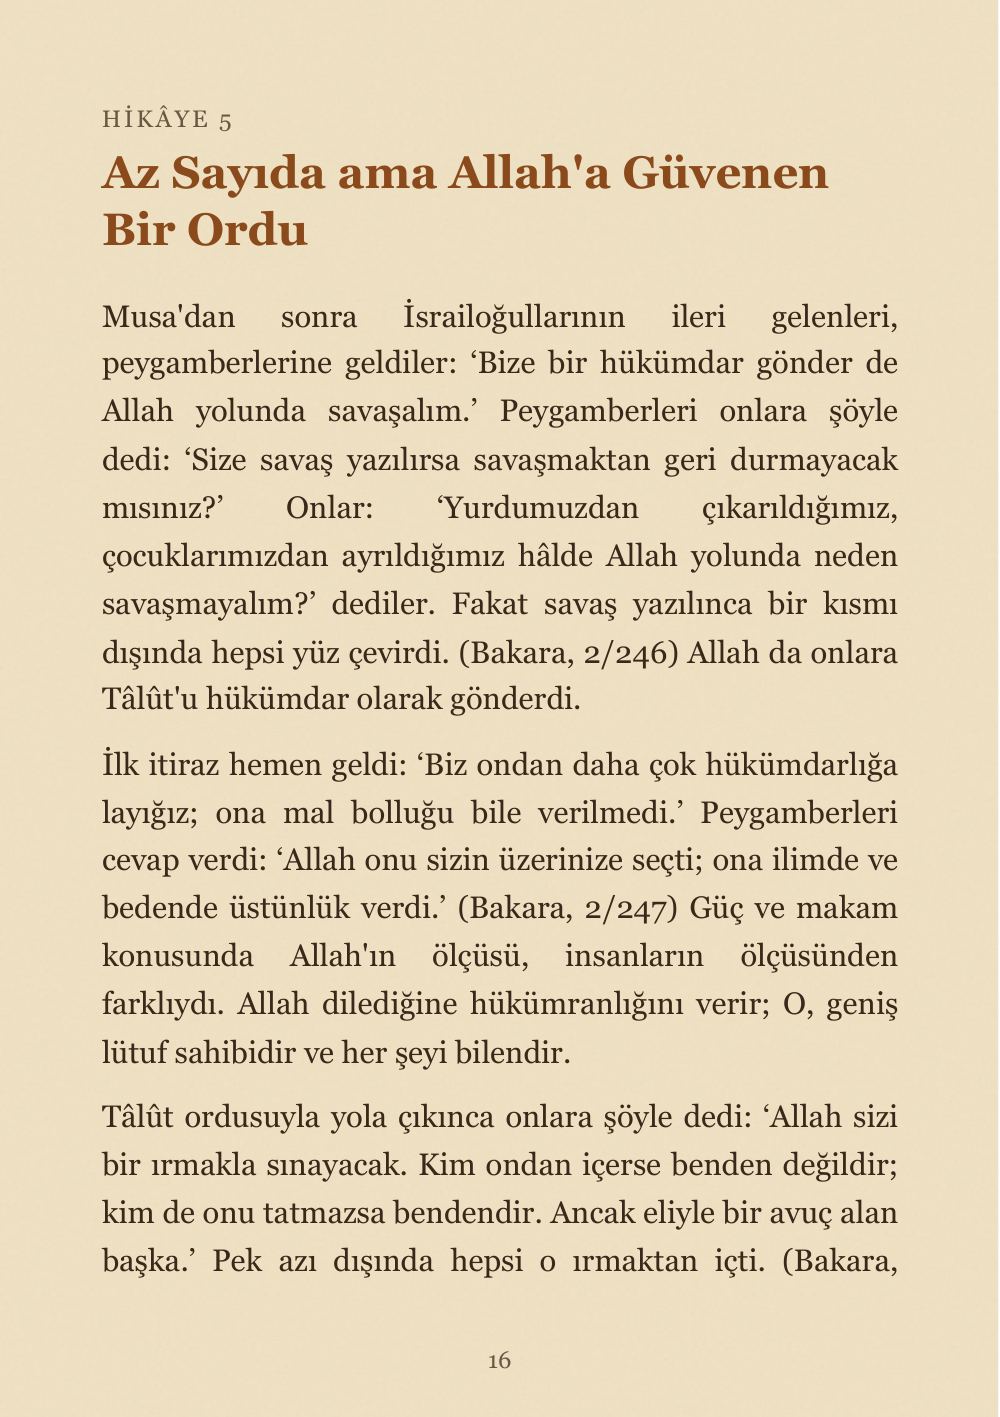 HİKÂYE 5
Az Sayıda ama Allah'a Güvenen
Bir Ordu
Musa'dan sonra İsrailoğullarının ileri gelenleri,
peygamberlerine geldiler: ‘Bize bir hükümdar gönder de
Allah yolunda savaşalım.’ Peygamberleri onlara şöyle
dedi: ‘Size savaş yazılırsa savaşmaktan geri durmayacak
mısınız?’ Onlar: ‘Yurdumuzdan çıkarıldığımız,
çocuklarımızdan ayrıldığımız hâlde Allah yolunda neden
savaşmayalım?’ dediler. Fakat savaş yazılınca bir kısmı
dışında hepsi yüz çevirdi. (Bakara, 2/246) Allah da onlara
Tâlût'u hükümdar olarak gönderdi.
İlk itiraz hemen geldi: ‘Biz ondan daha çok hükümdarlığa
layığız; ona mal bolluğu bile verilmedi.’ Peygamberleri
cevap verdi: ‘Allah onu sizin üzerinize seçti; ona ilimde ve
bedende üstünlük verdi.’ (Bakara, 2/247) Güç ve makam
konusunda Allah'ın ölçüsü, insanların ölçüsünden
farklıydı. Allah dilediğine hükümranlığını verir; O, geniş
lütuf sahibidir ve her şeyi bilendir.
Tâlût ordusuyla yola çıkınca onlara şöyle dedi: ‘Allah sizi
bir ırmakla sınayacak. Kim ondan içerse benden değildir;
kim de onu tatmazsa bendendir. Ancak eliyle bir avuç alan
başka.’ Pek azı dışında hepsi o ırmaktan içti. (Bakara,
16